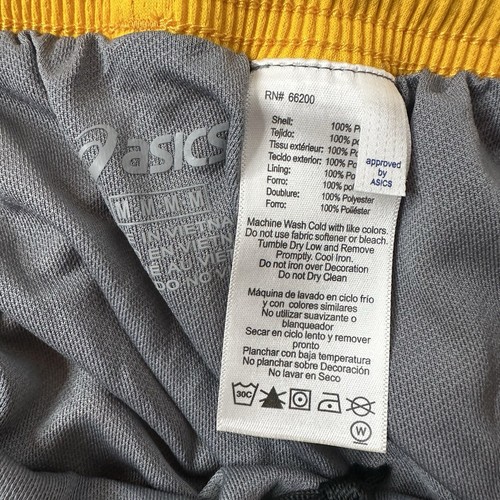 RN# 66200
Shell: 100% P
Tejido: 100% po
Tissu extérieur: 100% P
Tecido exterior: 100% P
Lining: 100% P
Forro: 100% pol
Doublure: 100% Polyester
Forro: 100% Poliéster
approved
by
ASICS
asics
M
Machine Wash Cold with like colors.
Do not use fabric softener or bleach.
Tumble Dry Low and Remove
Promptly. Cool Iron.
Do not iron over Decoration
Do not Dry Clean
Máquina de lavado en ciclo frío
y con colores similares
No utilizar suavizante o
blanqueador
Secar en ciclo lento y remover
pronto
Planchar con baja temperatura
No planchar sobre Decoración
No lavar en Seco
30C
W